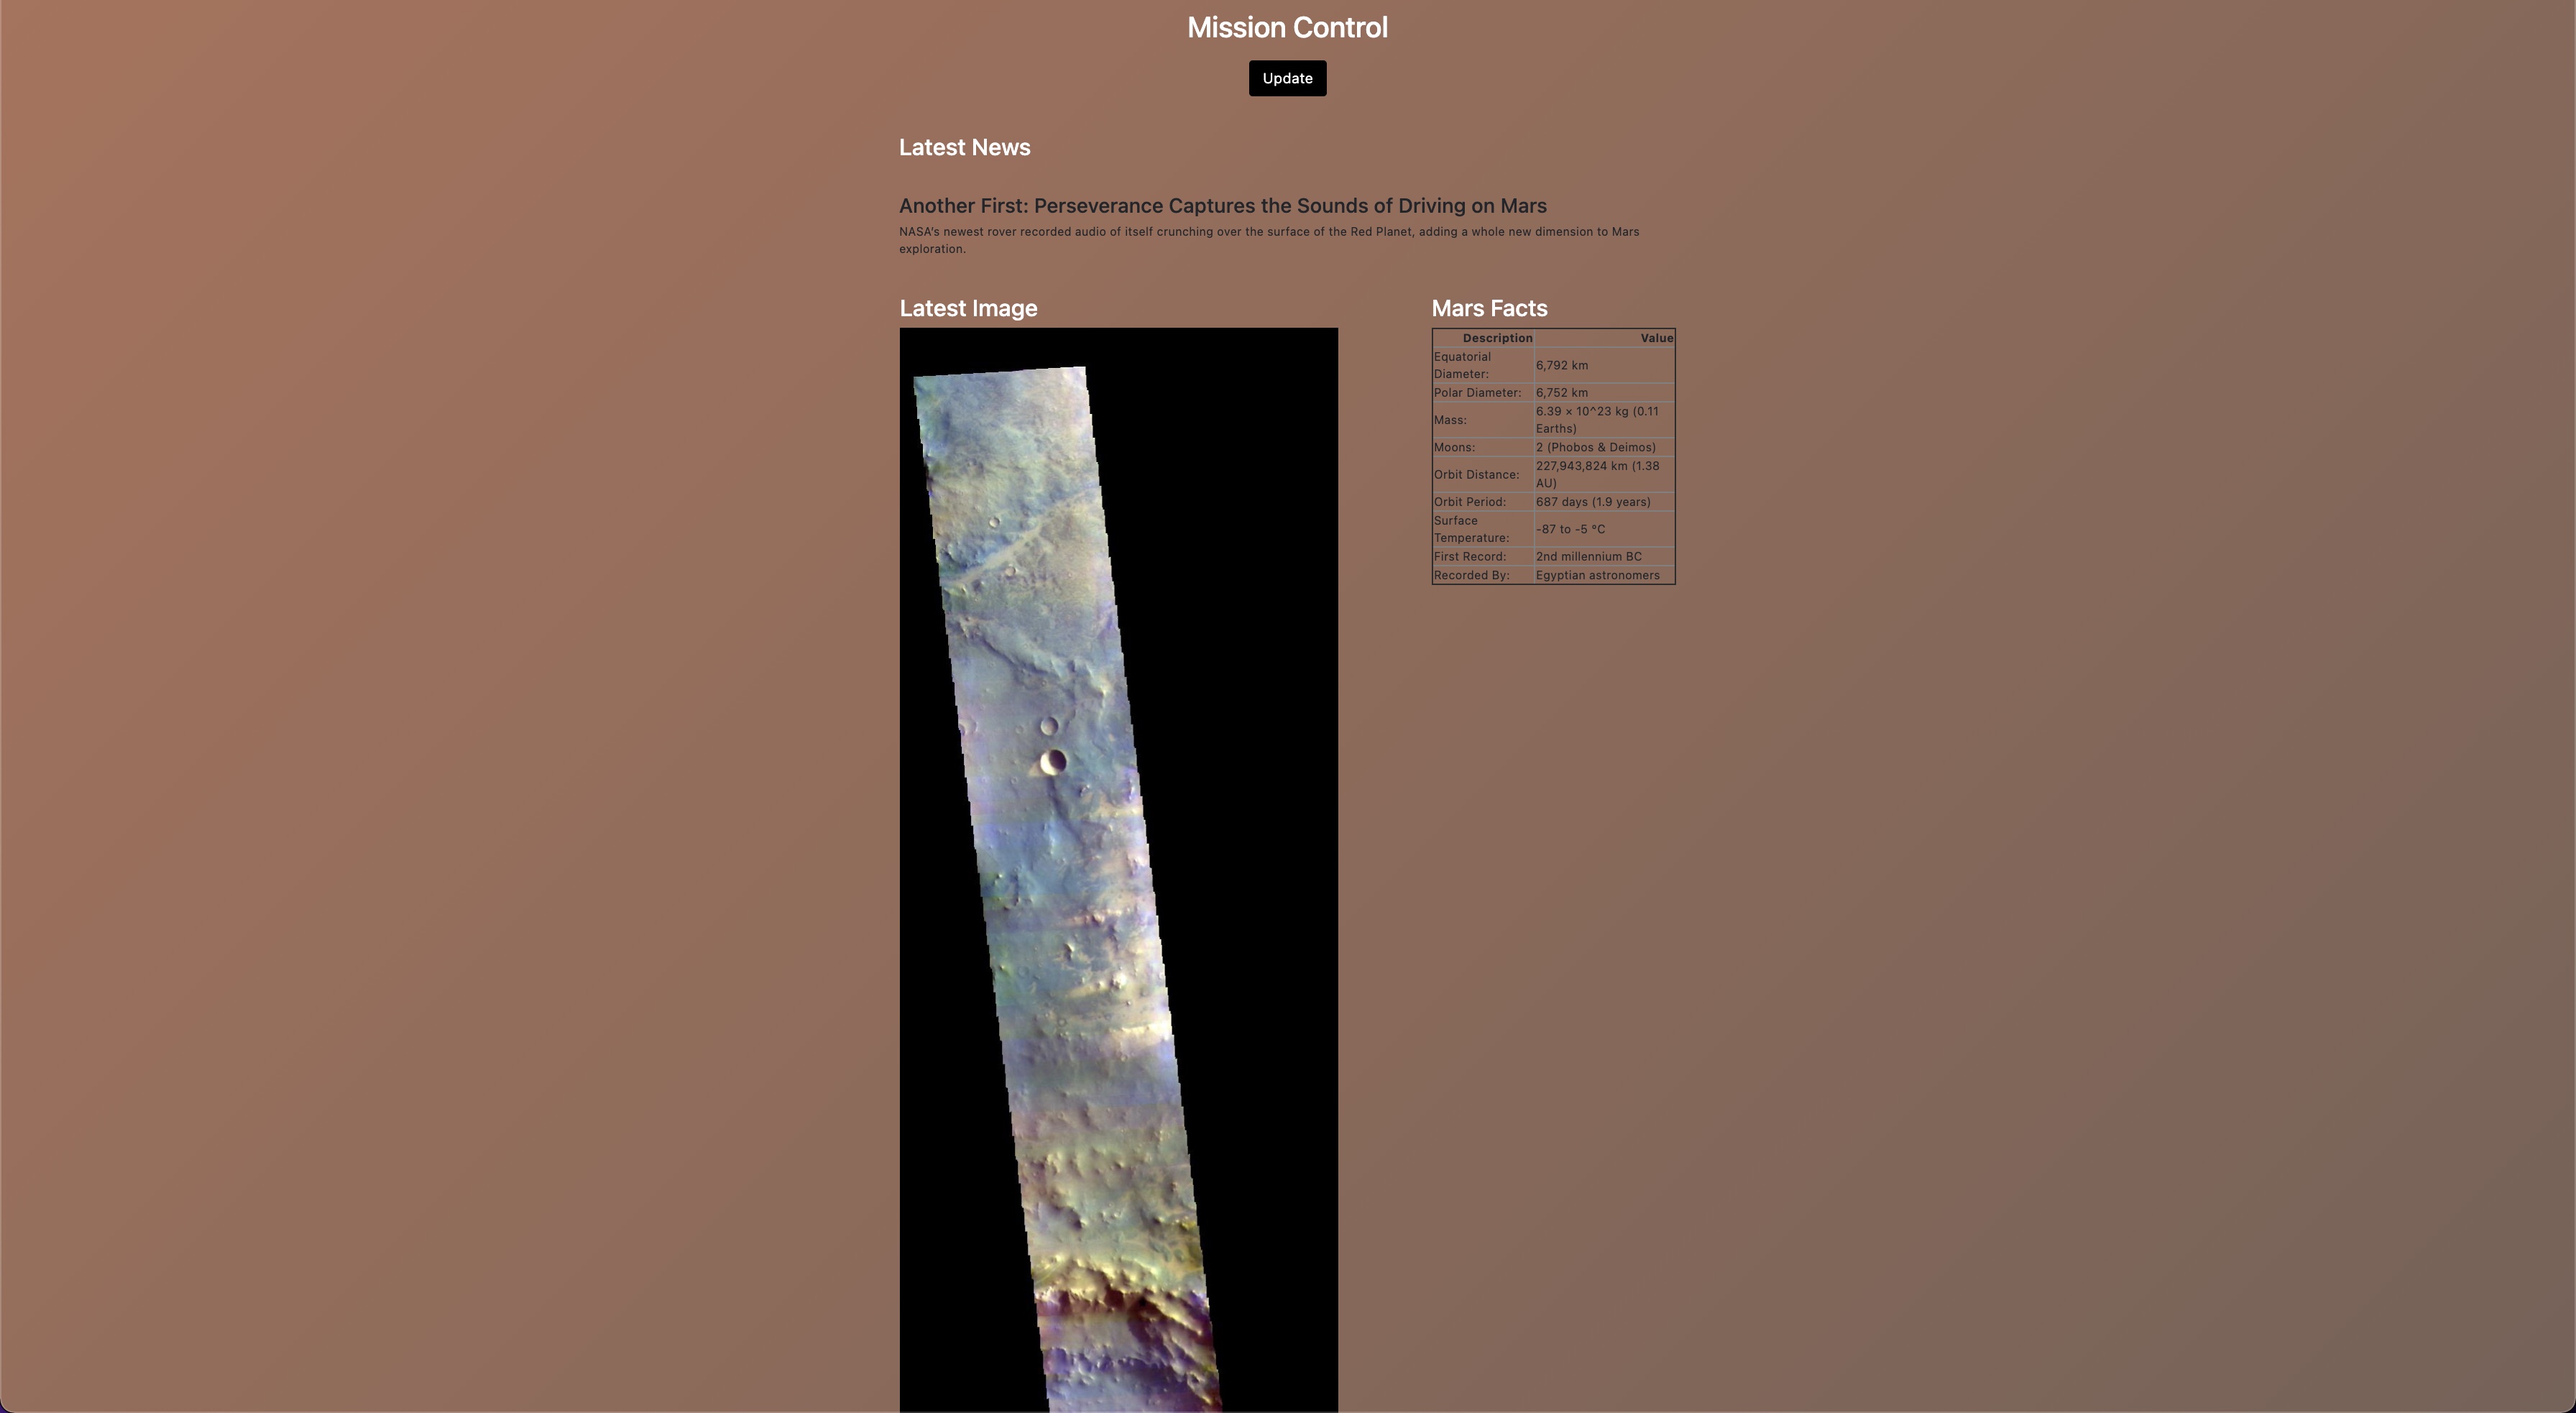 Mission Control
Update
Latest News
Another First: Perseverance Captures the Sounds of Driving on Mars
NASA's newest rover recorded audio of itself crunching over the surface of the Red Planet, adding a whole new dimension to Mars
exploration.
Latest Image
Mars Facts
Description Value
Equatorial
Diameter: 6,792 km
Polar Diameter: 6,752 km
Mass: 6.39 × 10^23 kg (0.11
Earths)
Moons: 2 (Phobos & Deimos)
Orbit Distance: 227,943,824 km (1.38
AU)
Orbit Period: 687 days (1.9 years)
Surface
Temperature: -87 to -5 °C
First Record: 2nd millennium BC
Recorded By: Egyptian astronomers